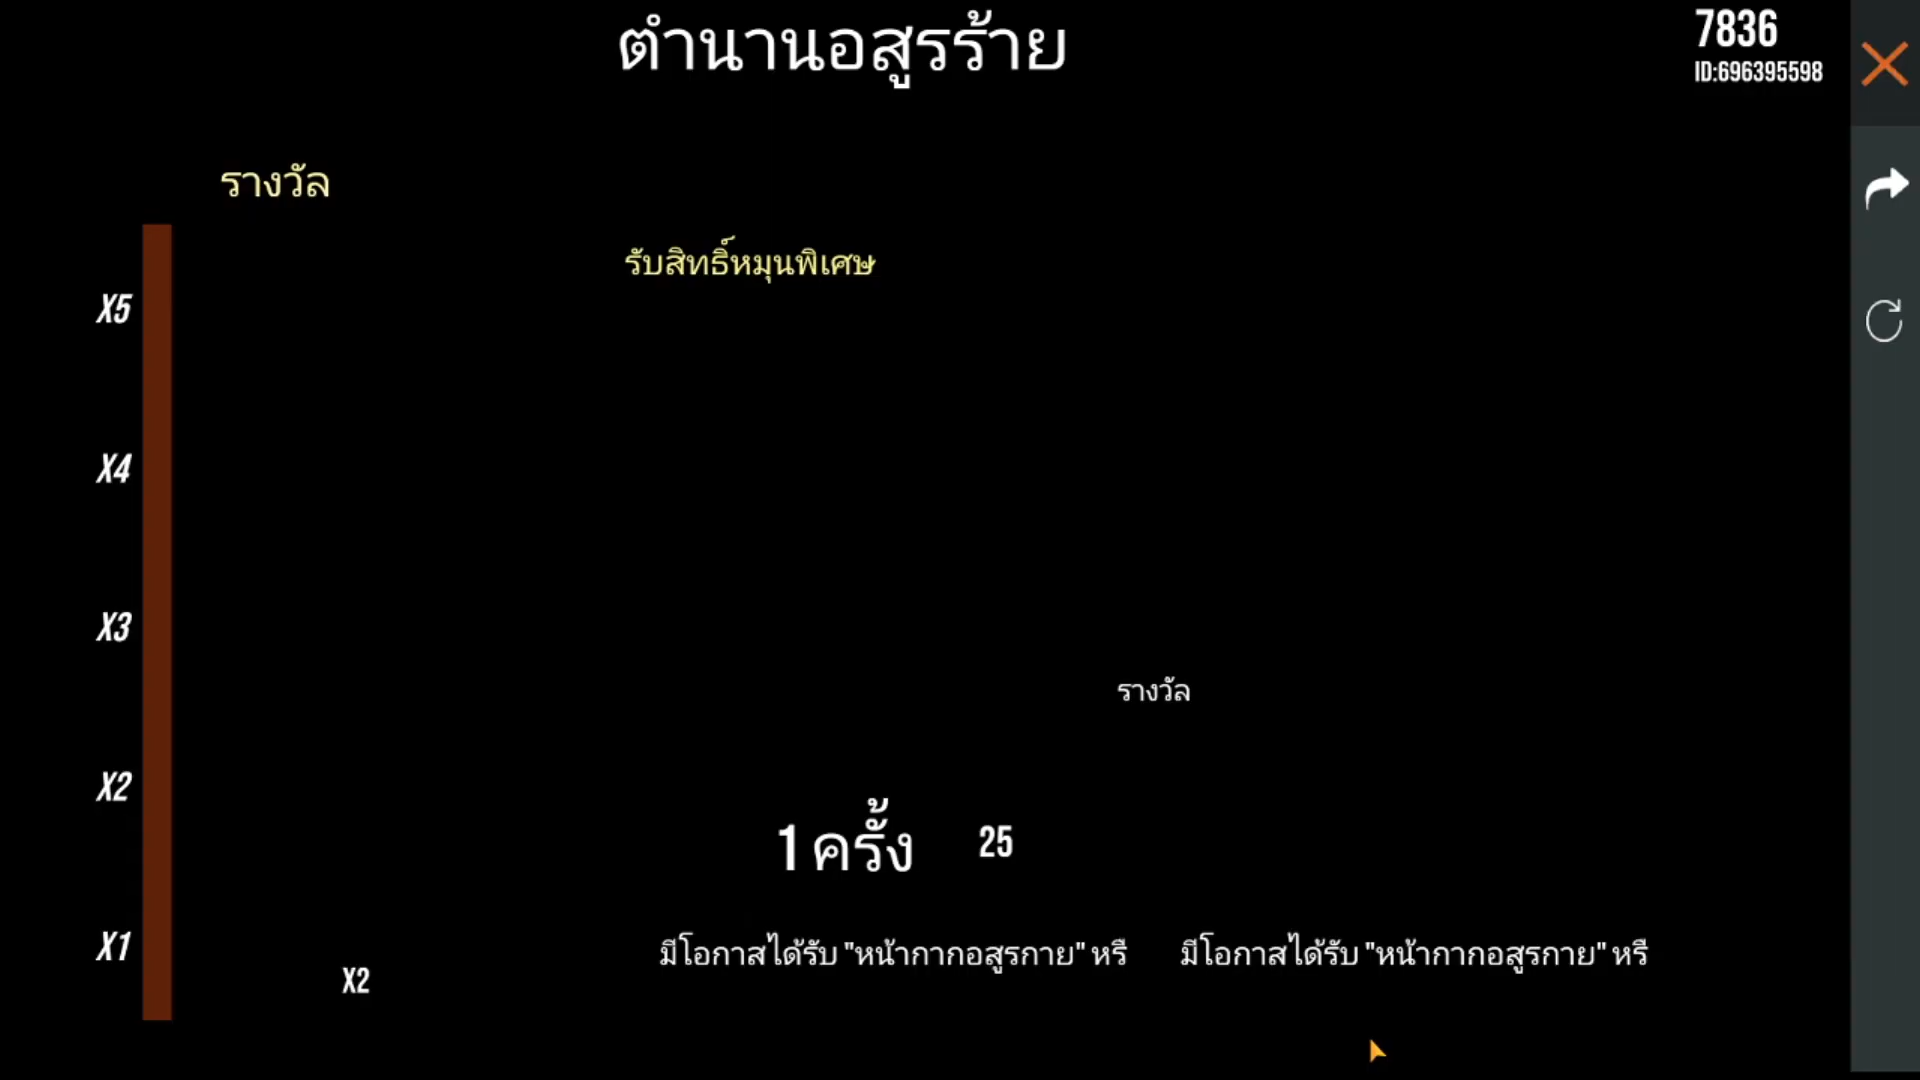 ตำนานอสูรร้าย
7836
ID:696395598
รางวัล
รับสิทธิ์หมุนพิเศษ
X5
X4
X3
รางวัล
X2
1 ครั้ง 25
X1
มีโอกาสได้รับ "หน้ากากอสูรกาย" หรื
มีโอกาสได้รับ "หน้ากากอสูรกาย" หรื
X2